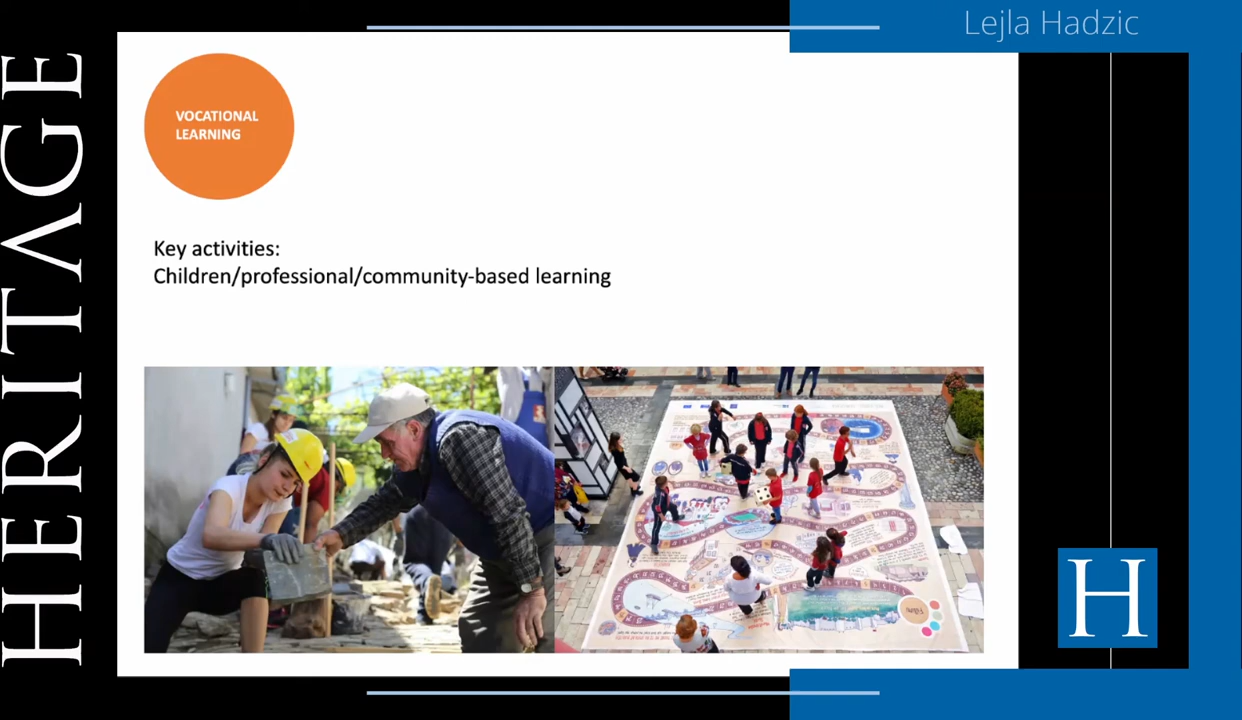 Lejla Hadzic
HERITAGE
VOCATIONAL
LEARNING
Key activities:
Children/professional/community-based learning
H